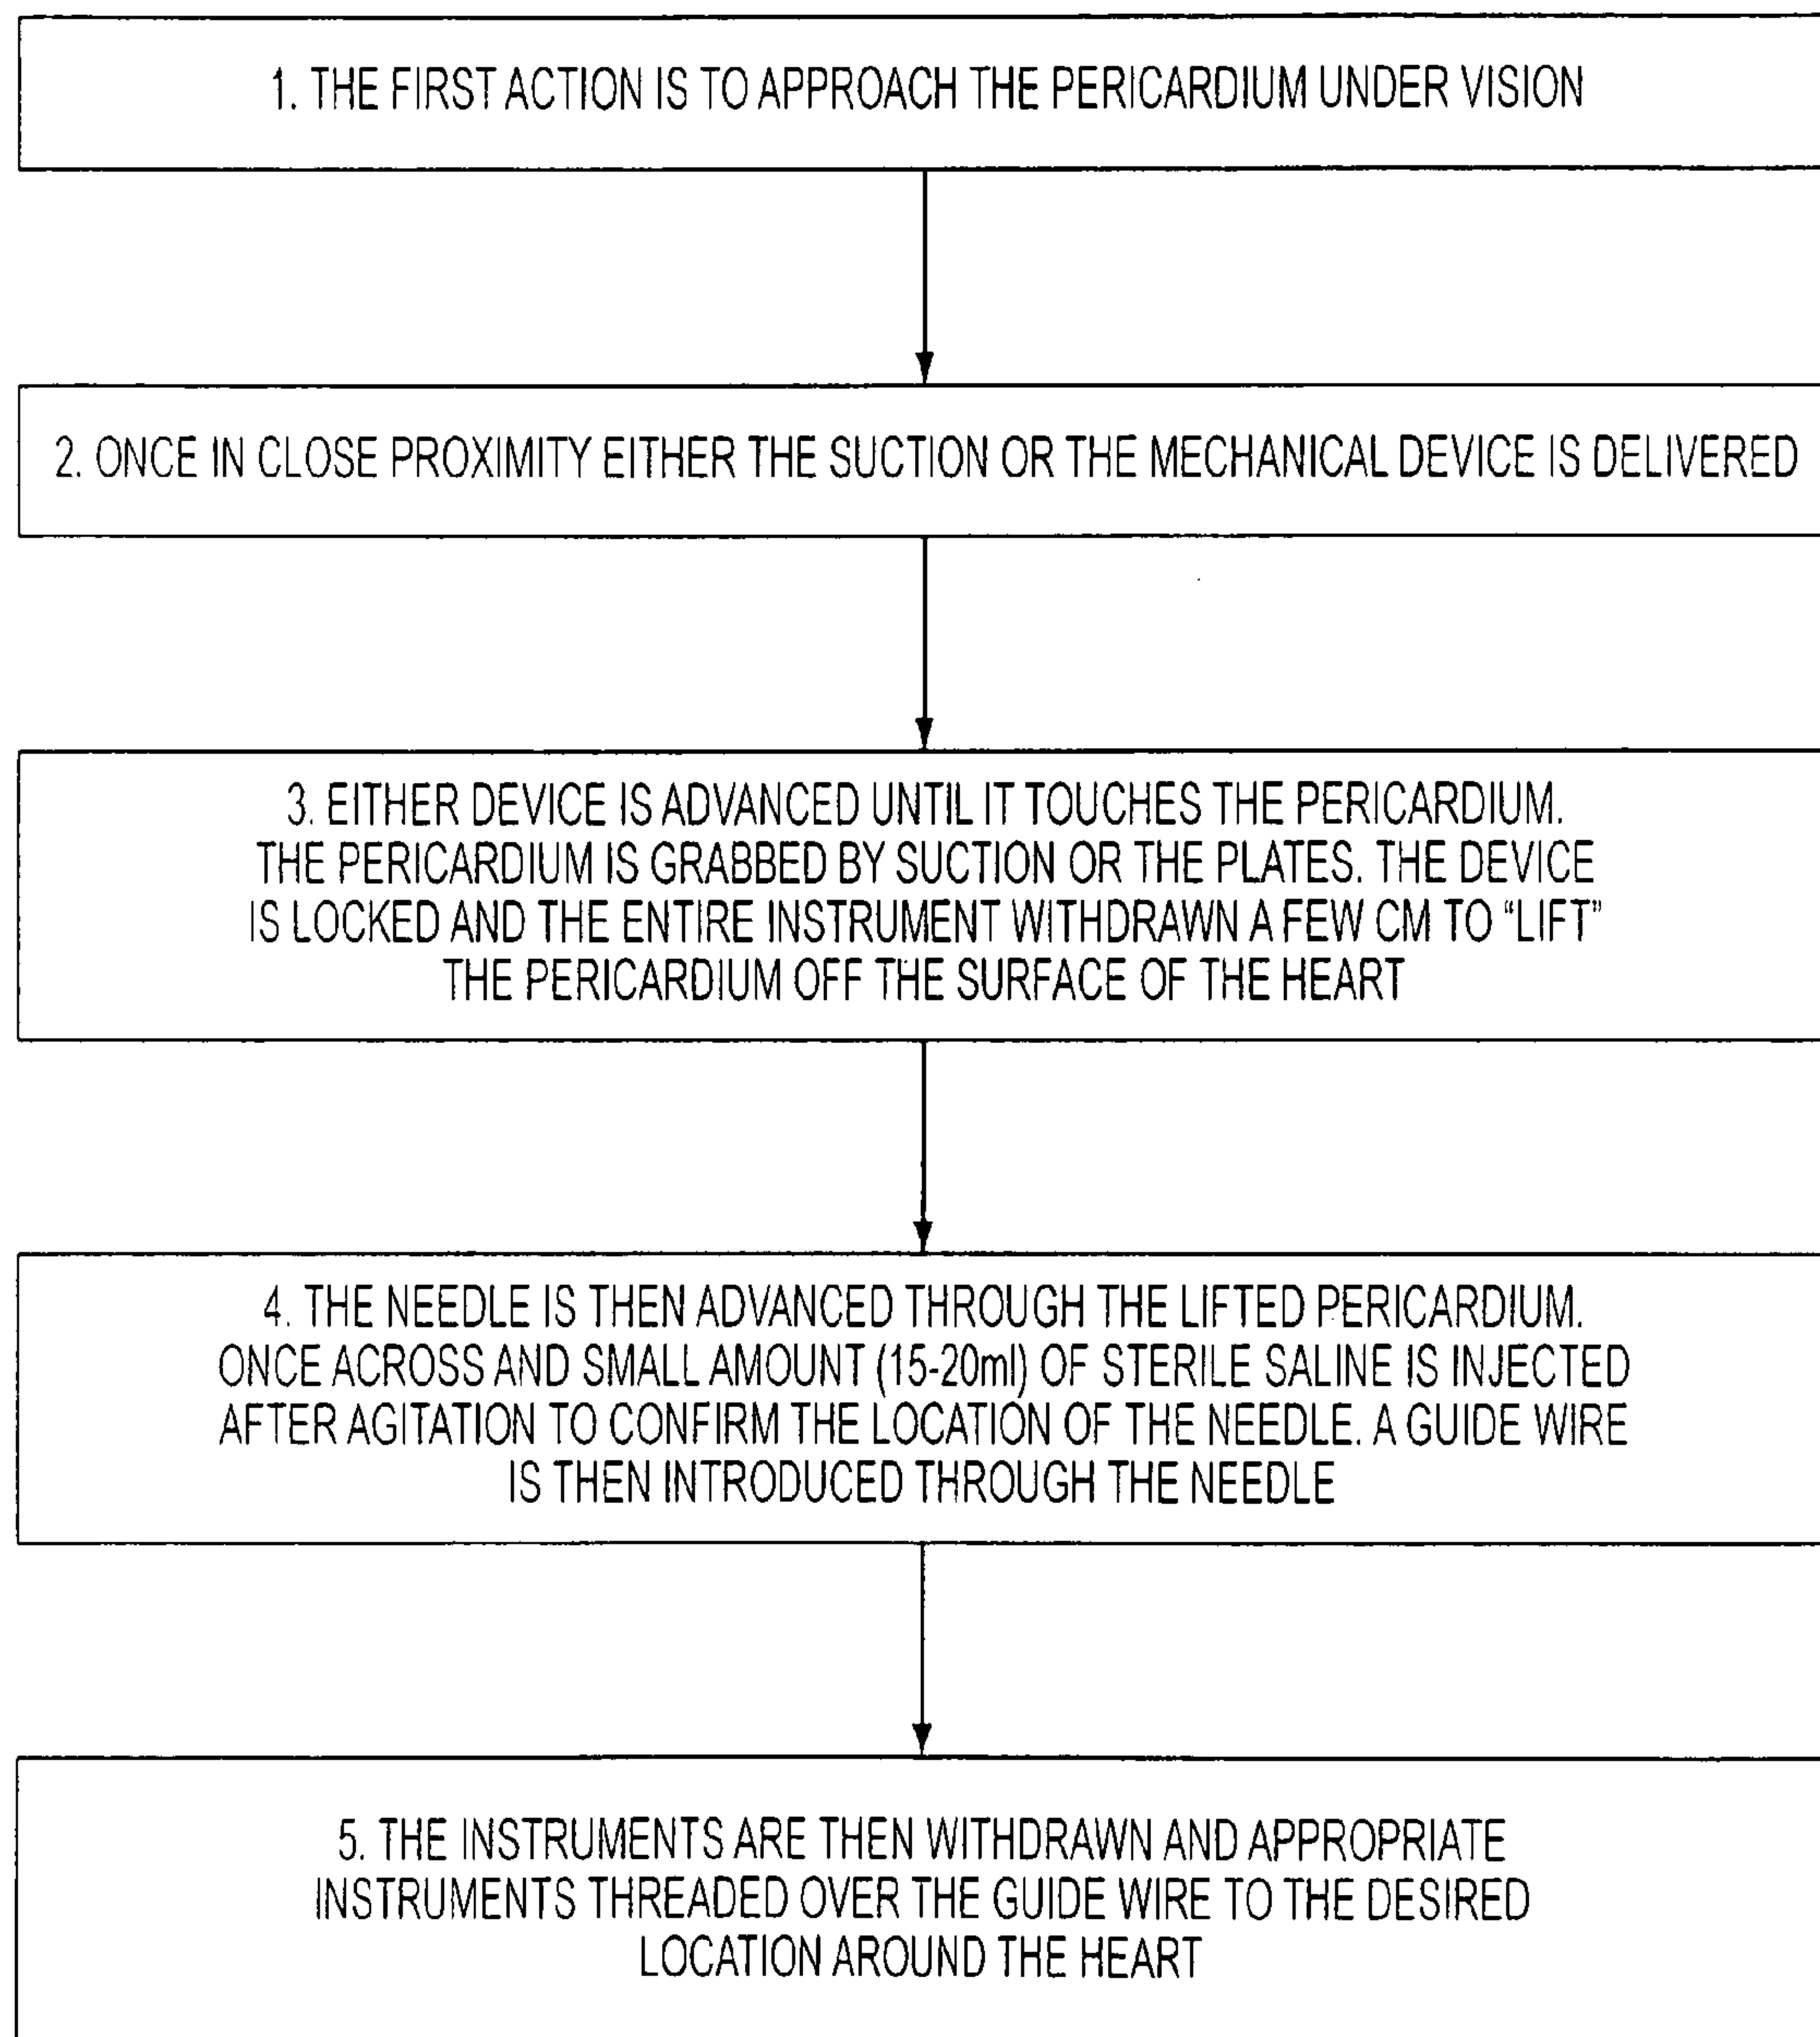 1. THE FIRST ACTION IS TO APPROACH THE PERICARDIUM UNDER VISION
2. ONCE IN CLOSE PROXIMITY EITHER THE SUCTION OR THE MECHANICAL DEVICE IS DELIVERED
3. EITHER DEVICE IS ADVANCED UNTIL IT TOUCHES THE PERICARDIUM.
THE PERICARDIUM IS GRABBED BY SUCTION OR THE PLATES. THE DEVICE
IS LOCKED AND THE ENTIRE INSTRUMENT WITHDRAWN A FEW CM TO “LIFT”
THE PERICARDIUM OFF THE SURFACE OF THE HEART
4. THE NEEDLE IS THEN ADVANCED THROUGH THE LIFTED PERICARDIUM.
ONCE ACROSS AND SMALL AMOUNT (15-20ml) OF STERILE SALINE IS INJECTED
AFTER AGITATION TO CONFIRM THE LOCATION OF THE NEEDLE. A GUIDE WIRE
IS THEN INTRODUCED THROUGH THE NEEDLE
5. THE INSTRUMENTS ARE THEN WITHDRAWN AND APPROPRIATE
INSTRUMENTS THREADED OVER THE GUIDE WIRE TO THE DESIRED
LOCATION AROUND THE HEART